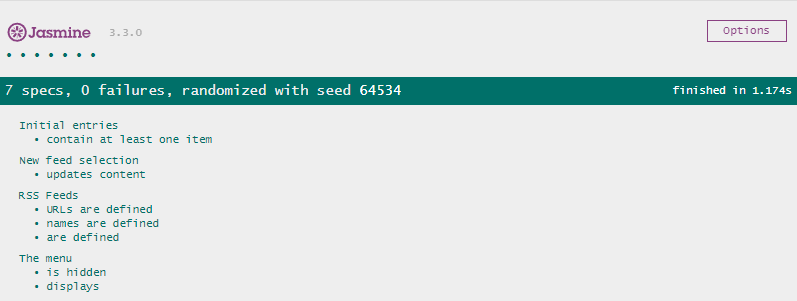 Jasmine 3.3.0 Options
• • • • • • •
7 specs, 0 failures, randomized with seed 64534 finished in 1.174s
Initial entries
• contain at least one item
New feed selection
• updates content
RSS Feeds
• URLs are defined
• names are defined
• are defined
The menu
• is hidden
• displays